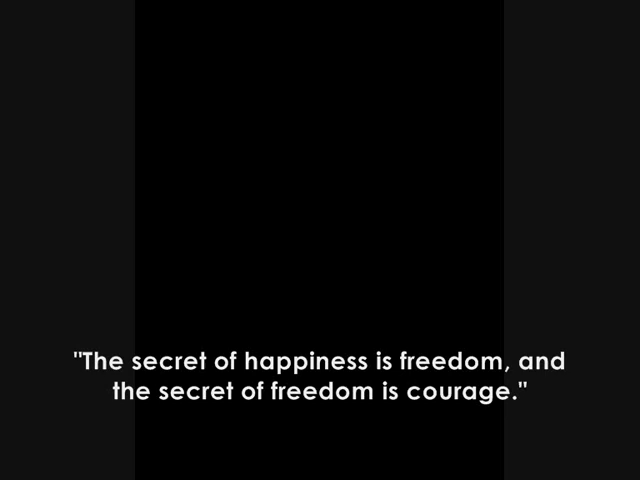 "The secret of happiness is freedom, and
the secret of freedom is courage."